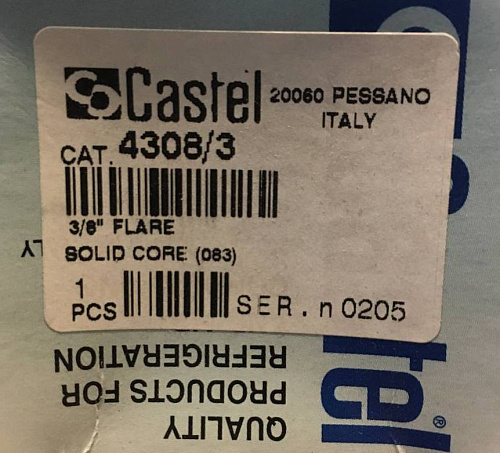 Castel 20060 PESSANO
ITALY
CAT. 4308/3
3/8" FLARE
SOLID CORE (083)
1
PCS
SER.n 0205
QUALITY
PRODUCTS FOR
REFRIGERATION
tel®